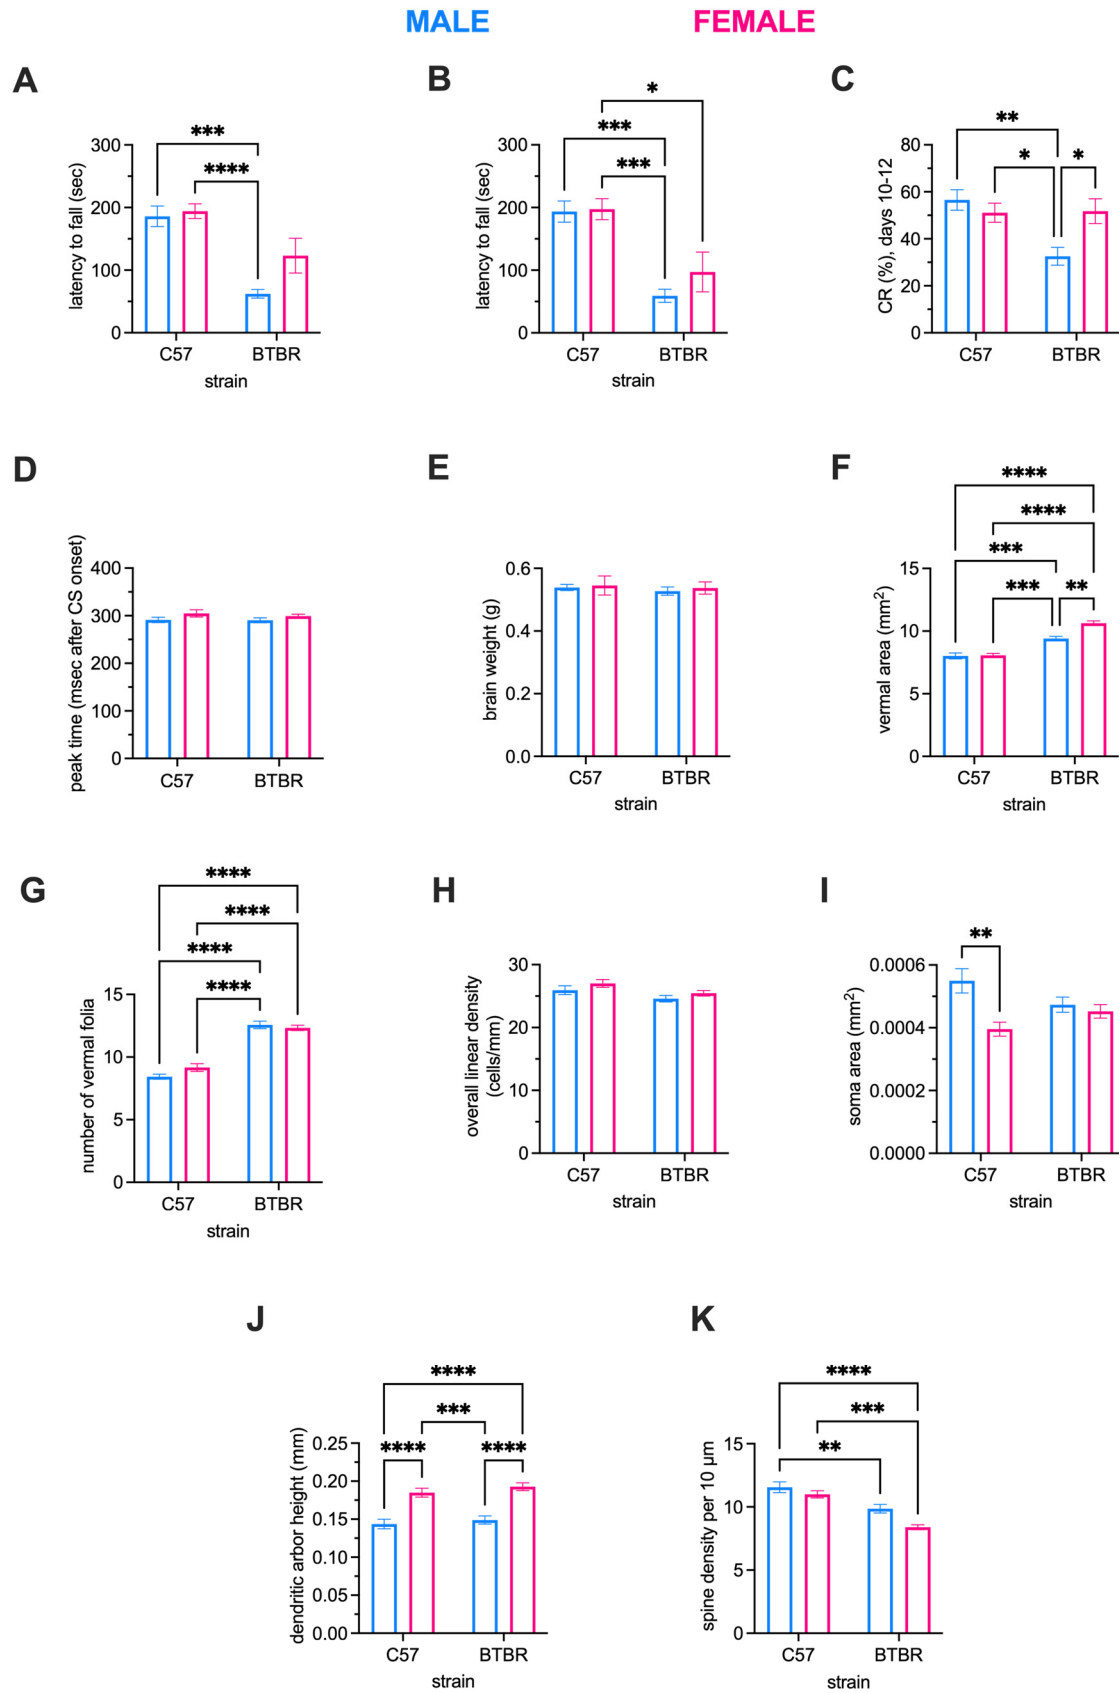 MALE FEMALE
A
latency to fall (sec)
300
200
100
0
*** ****
C57 BTBR
strain
B
latency to fall (sec)
300
200
100
0
* *** ***
C57 BTBR
strain
C
CR (%), days 10-12
80
60
40
20
0
** * *
C57 BTBR
D
peak time (msec after CS onset)
400
300
200
100
0
C57 BTBR
E
brain weight (g)
0.6
0.4
0.2
0.0
C57 BTBR
strain
F
vermal area (mm²)
15
10
5
0
**** **** *** *** **
C57 BTBR
strain
G
number of vermal folia
15
10
5
0
**** **** **** ****
C57 BTBR
strain
H
overall linear density
(cells/mm)
30
20
10
0
C57 BTBR
strain
I
soma area (mm²)
0.0006
0.0004
0.0002
0.0000
**
C57 BTBR
strain
J
dendritic arbor height (mm)
0.25
0.20
0.15
0.10
0.05
0.00
**** *** **** ****
C57 BTBR
strain
K
spine density per 10 µm
15
10
5
0
**** *** **
C57 BTBR
strain